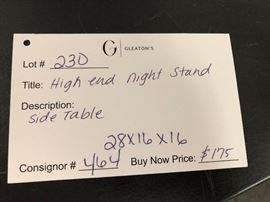 G GLEATON'S
Lot # 230
Title: High end night stand
Description:
Side Table
28X16X16
Consignor # 464 Buy Now Price: $175